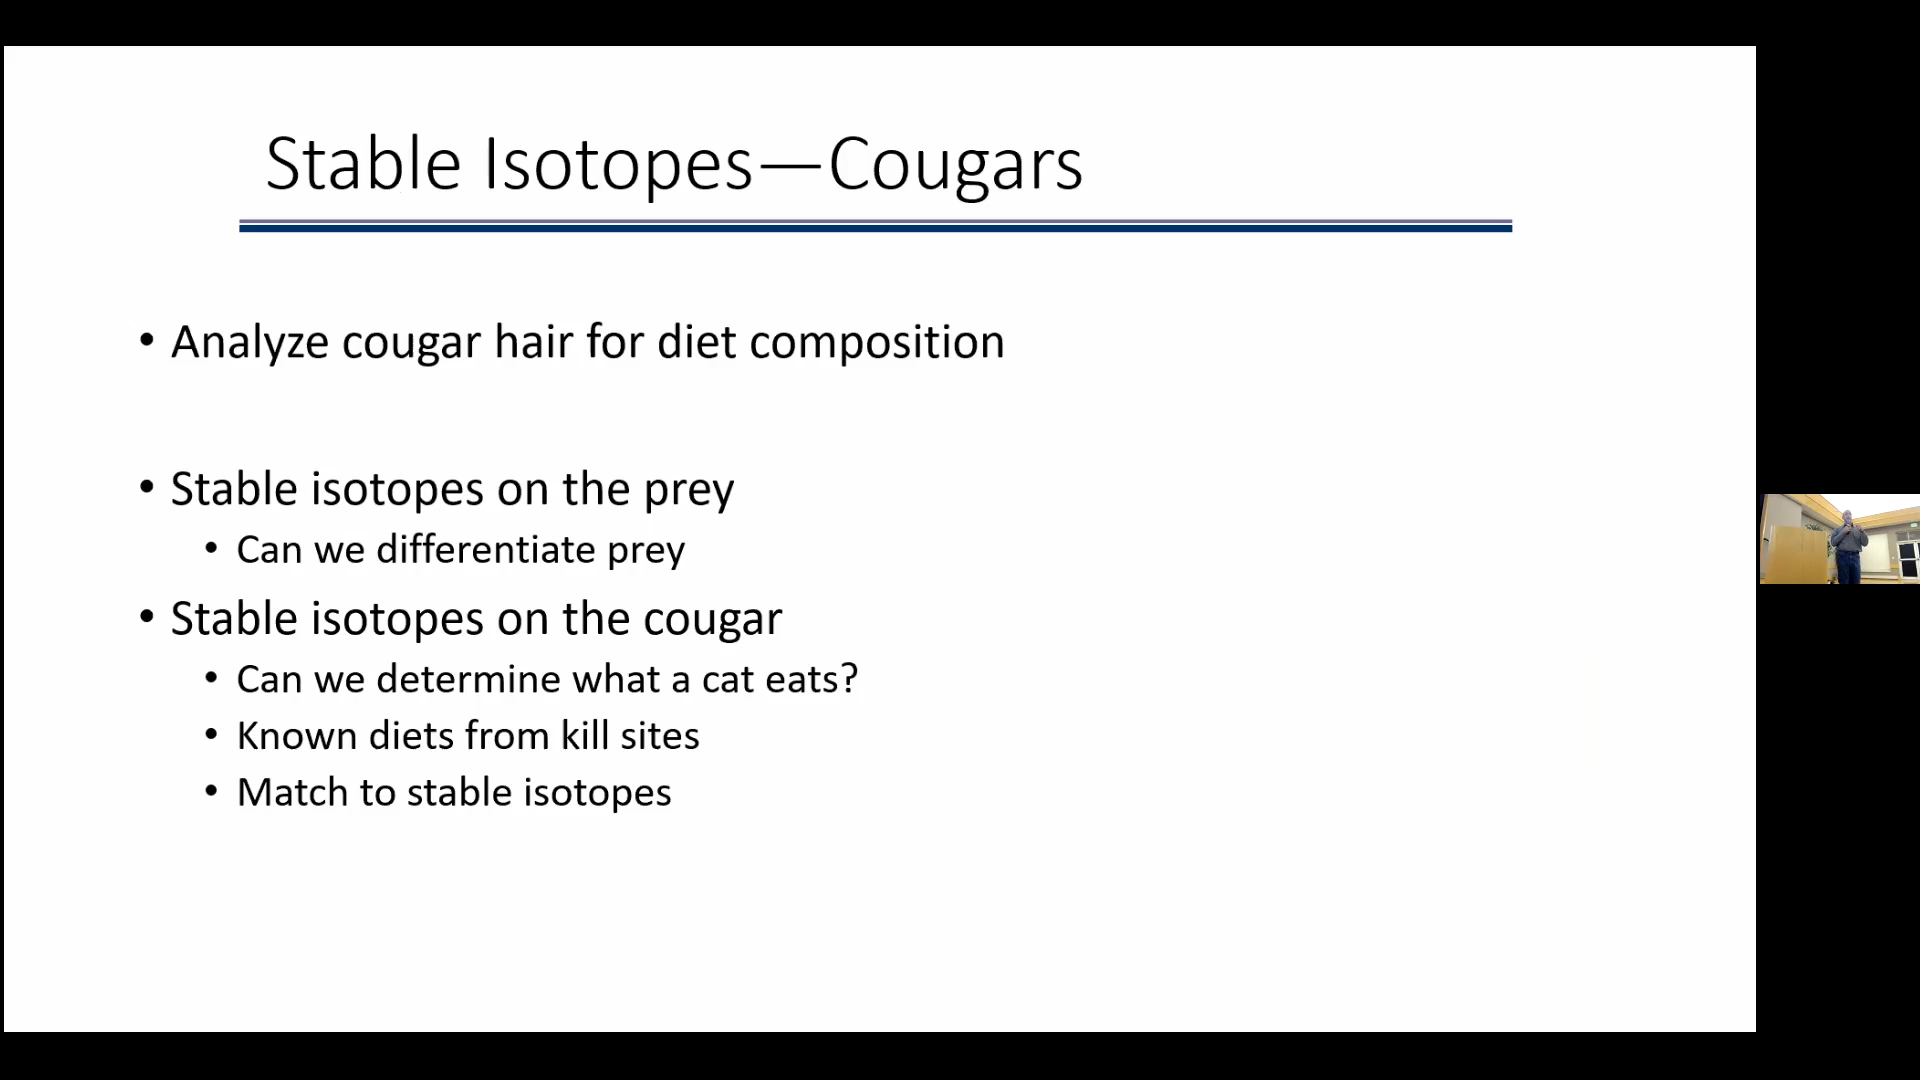 Stable Isotopes—Cougars
• Analyze cougar hair for diet composition
• Stable isotopes on the prey
• Can we differentiate prey
• Stable isotopes on the cougar
• Can we determine what a cat eats?
• Known diets from kill sites
• Match to stable isotopes